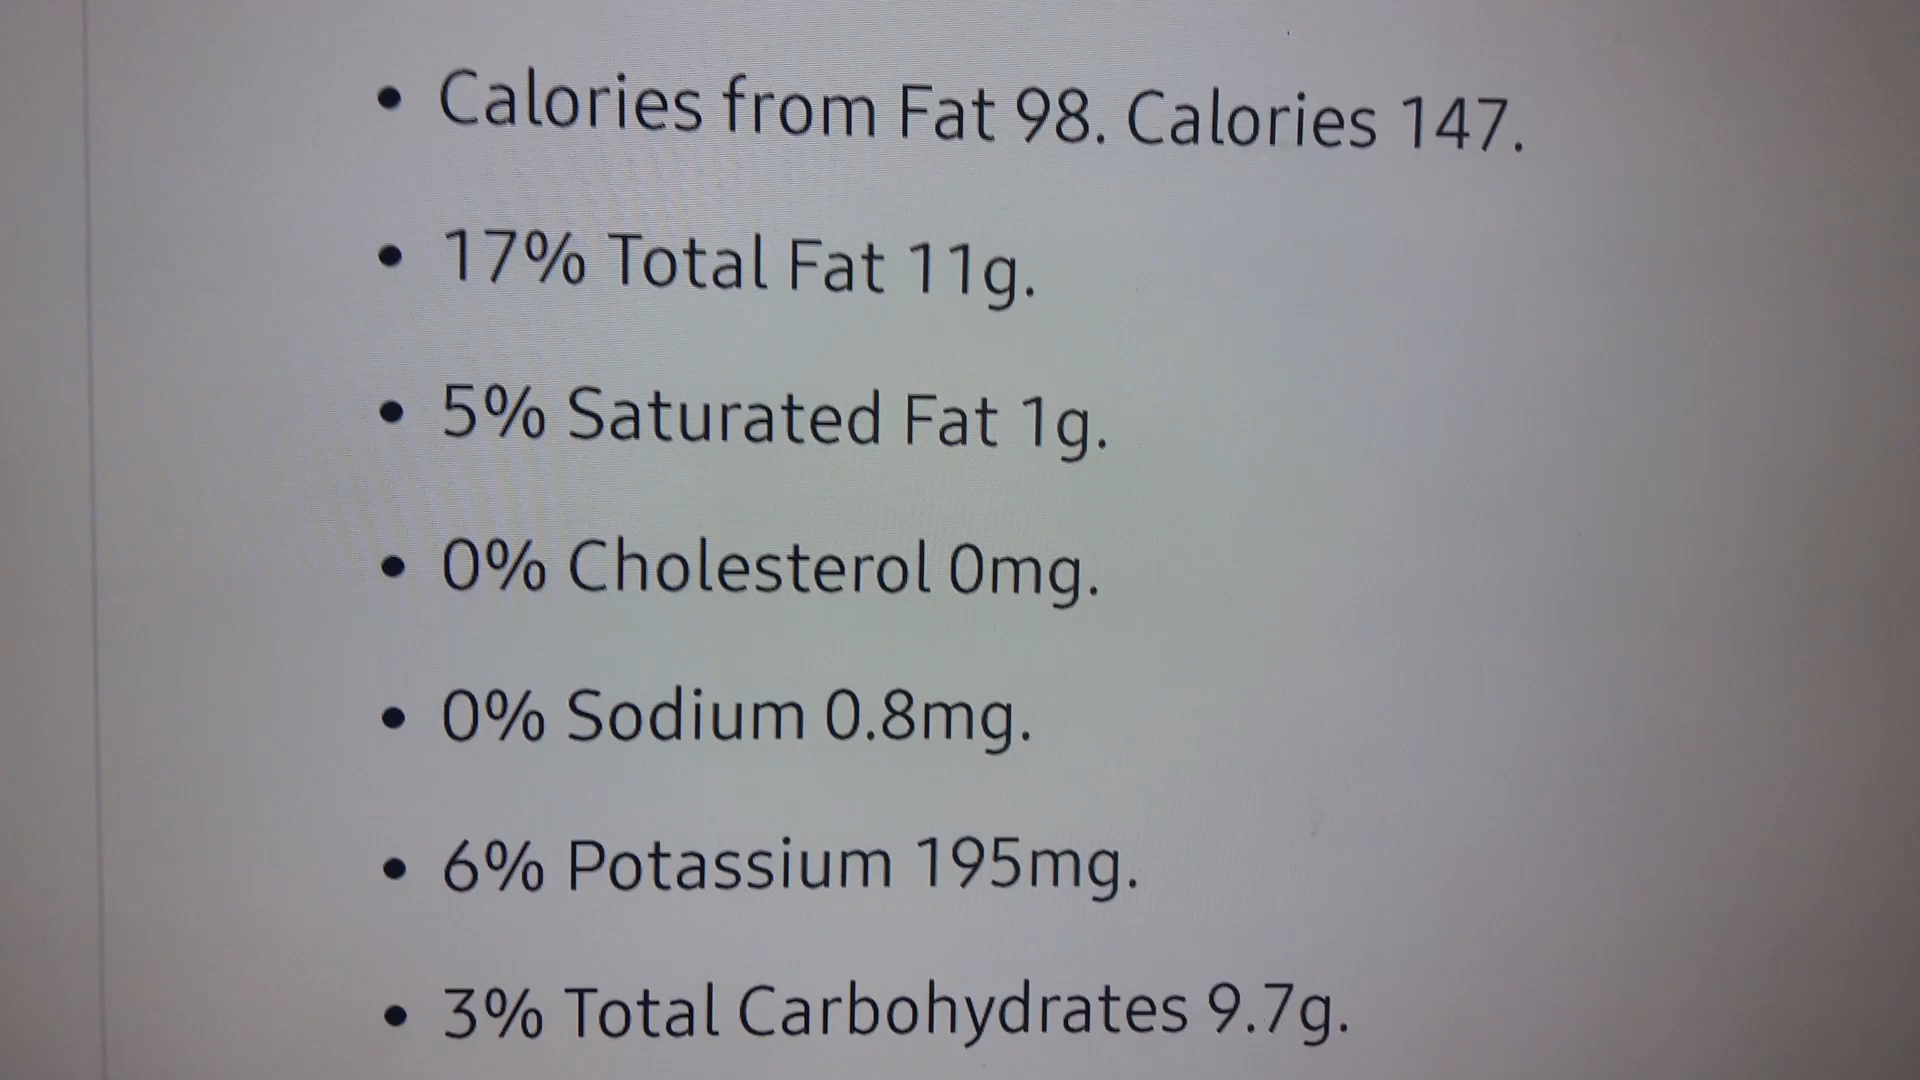 • Calories from Fat 98. Calories 147.
• 17% Total Fat 11g.
• 5% Saturated Fat 1g.
• 0% Cholesterol 0mg.
• 0% Sodium 0.8mg.
• 6% Potassium 195mg.
• 3% Total Carbohydrates 9.7g.